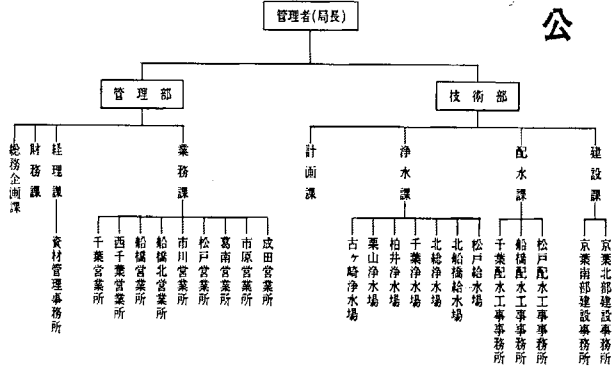 管理者(局長)
公
管理部
技術部
総務企画課
財務課
経理課
業務課
計画課
浄水課
配水課
建設課
資材管理事務所
千葉営業所
西千葉営業所
船橋営業所
船橋北営業所
市川営業所
松戸営業所
葛南営業所
市原営業所
成田営業所
古ヶ崎浄水場
栗山浄水場
柏井浄水場
千葉浄水場
北総浄水場
北船橋給水場
松戸給水場
千葉配水工事事務所
船橋配水工事事務所
松戸配水工事事務所
京葉南部建設事務所
京葉北部建設事務所